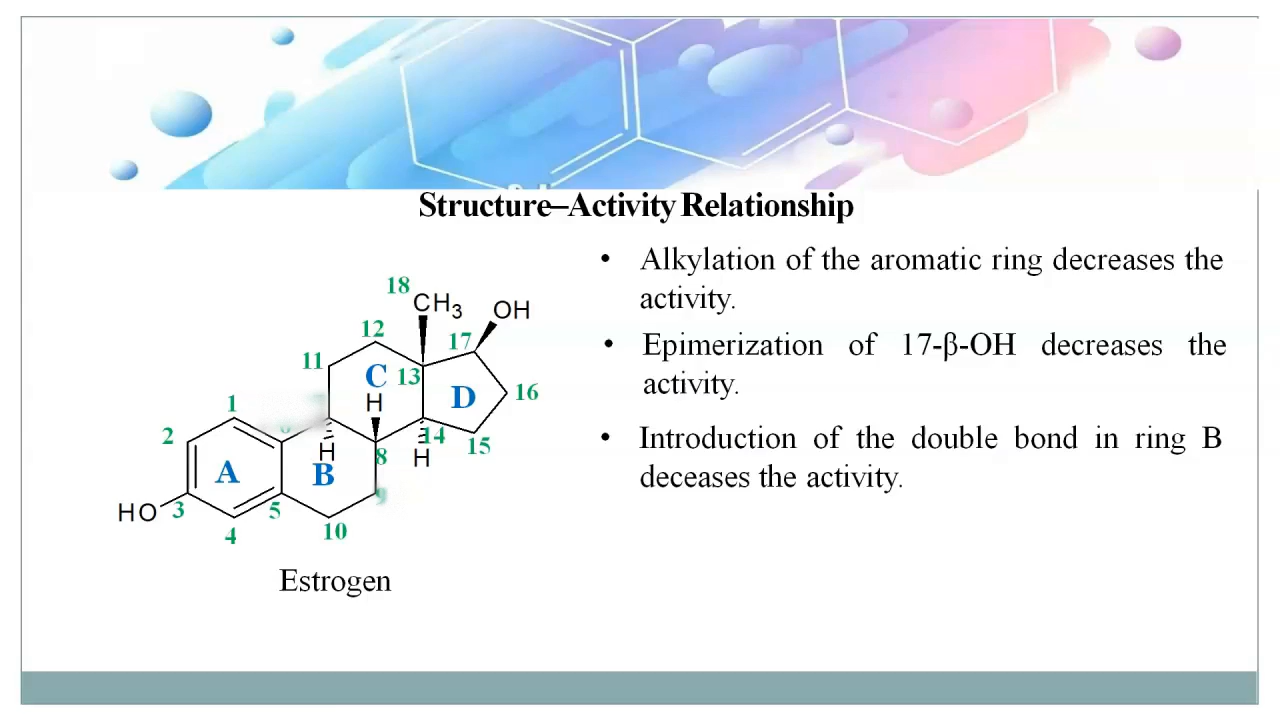 Structure–Activity Relationship
• Alkylation of the aromatic ring decreases the
activity.
• Epimerization of 17-β-OH decreases the
activity.
• Introduction of the double bond in ring B
deceases the activity.
18
CH3
OH
12
17
11
C
13
D
16
H
1
2
14
15
H
H
8
A
B
9
HO
3
5
4
10
Estrogen